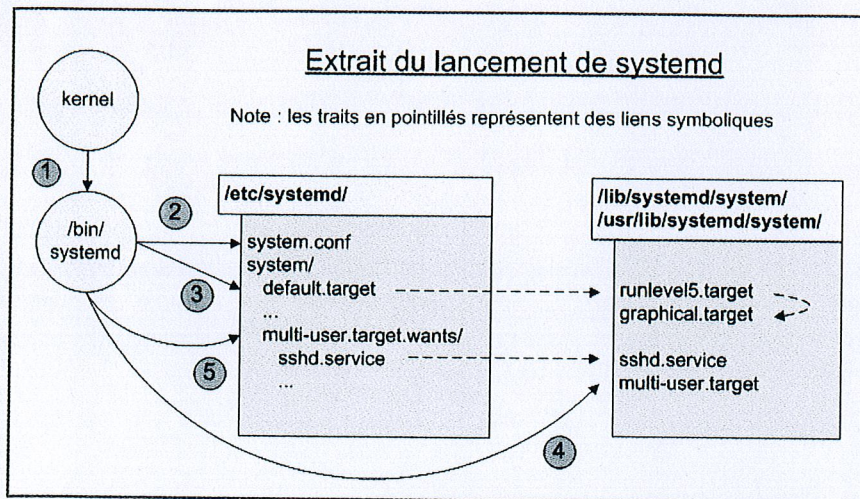 Extrait du lancement de systemd
Note : les traits en pointillés représentent des liens symboliques
kernel
1
/bin/
systemd
2
3
5
4
/etc/systemd/
system.conf
system/
default.target
...
multi-user.target.wants/
sshd.service
...
/lib/systemd/system/
/usr/lib/systemd/system/
runlevel5.target
graphical.target
sshd.service
multi-user.target